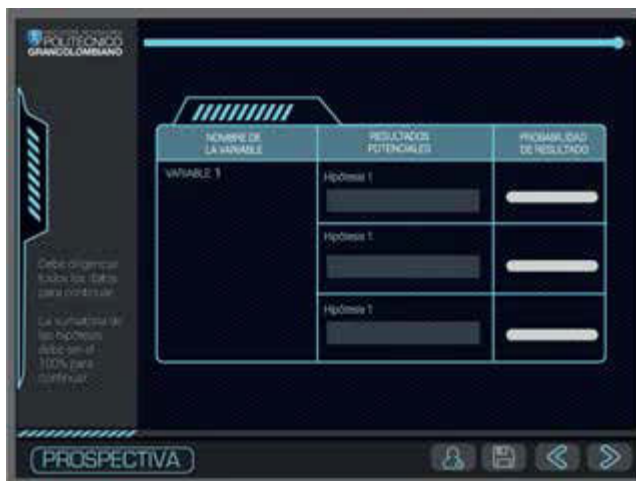 POLITÉCNICO
GRANCOLOMBIANO
NOMBRE DE
LA VARIABLE
RESULTADOS
POTENCIALES
PROBABILIDAD
DE RESULTADO
VARIABLE 1
Hipótesis 1
Hipótesis 1
Hipótesis 1
Debe diligenciar
todos los datos
para continuar.
La sumatoria de
las hipótesis
debe ser el
100% para
continuar
PROSPECTIVA